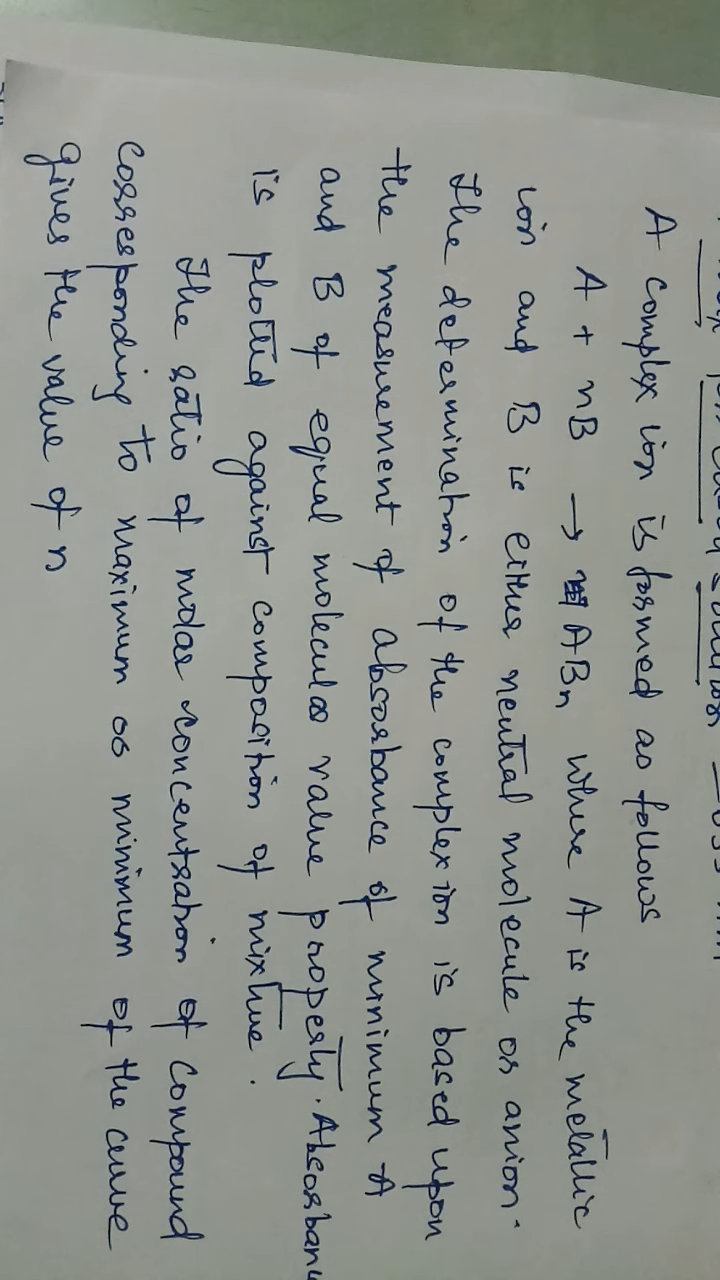 A complex ion is formed as follows
A + nB → ABn where A is the metallic
ion and B is either neutral molecule or anion.
The determination of the complex ion is based upon
the measurement of absorbance of minimum A
and B of equal molecular value properly. Absorbanc
is plotted against composition of mixture.
The ratio of molar concentration of compound
corresponding to maximum or minimum of the curve
gives the value of n